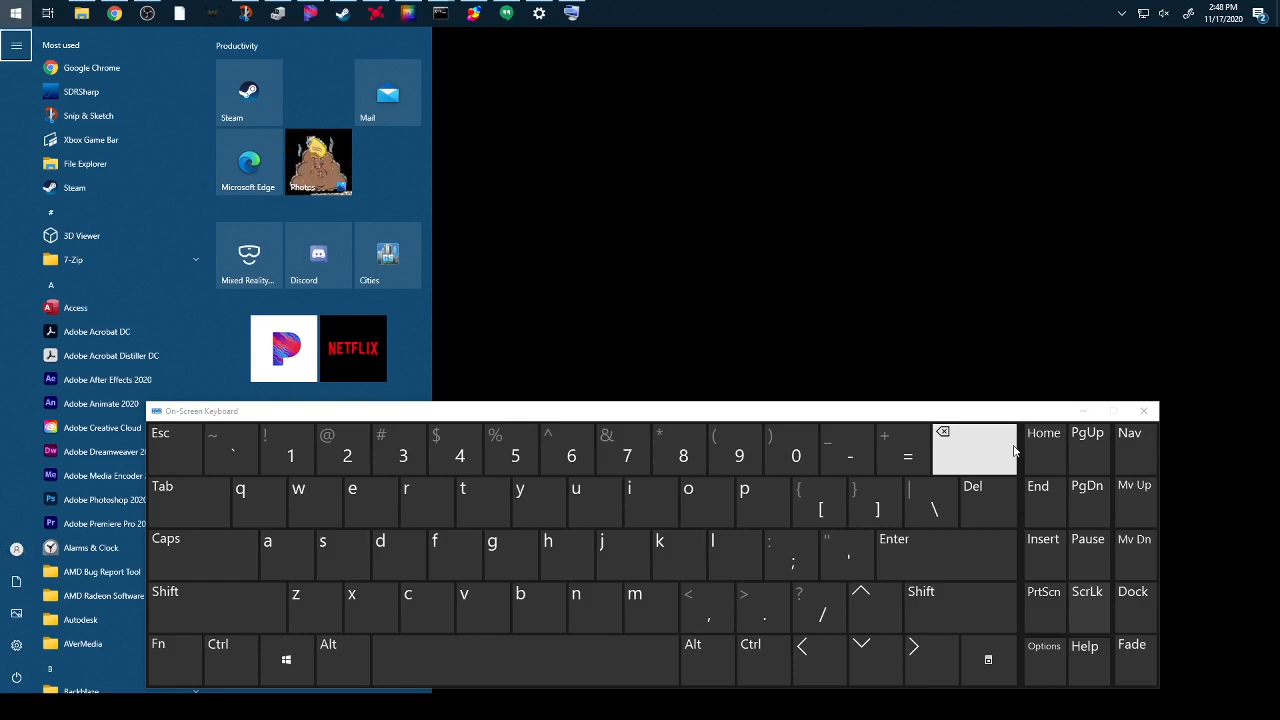 2:48 PM
11/17/2020
2
Most used
Google Chrome
SDRSharp
Snip & Sketch
Xbox Game Bar
File Explorer
Steam
#
3D Viewer
7-Zip
A
Access
Adobe Acrobat DC
Adobe Acrobat Distiller DC
Adobe After Effects 2020
Adobe Animate 2020
Adobe Creative Cloud
Adobe Dreamweaver 20
Adobe Media Encoder
Adobe Photoshop 2020
Adobe Premiere Pro 20
Alarms & Clock
AMD Bug Report Tool
AMD Radeon Software
Autodesk
AVerMedia
B
Backblaze
Productivity
Steam
Mail
Microsoft Edge
Photos
Mixed Reality...
Discord
Cities
NETFLIX
On-Screen Keyboard
Esc ~ ` ! 1 @ 2 # 3 $ 4 % 5 ^ 6 & 7 * 8 ( 9 ) 0 _ - + = Home PgUp Nav
Tab q w e r t y u i o p { [ } ] | \ Del End PgDn Mv Up
Caps a s d f g h j k l : ; " ' Enter Insert Pause Mv Dn
Shift z x c v b n m < , > . ? / Shift PrtScn ScrLk Dock
Fn Ctrl Alt Alt Ctrl Options Help Fade